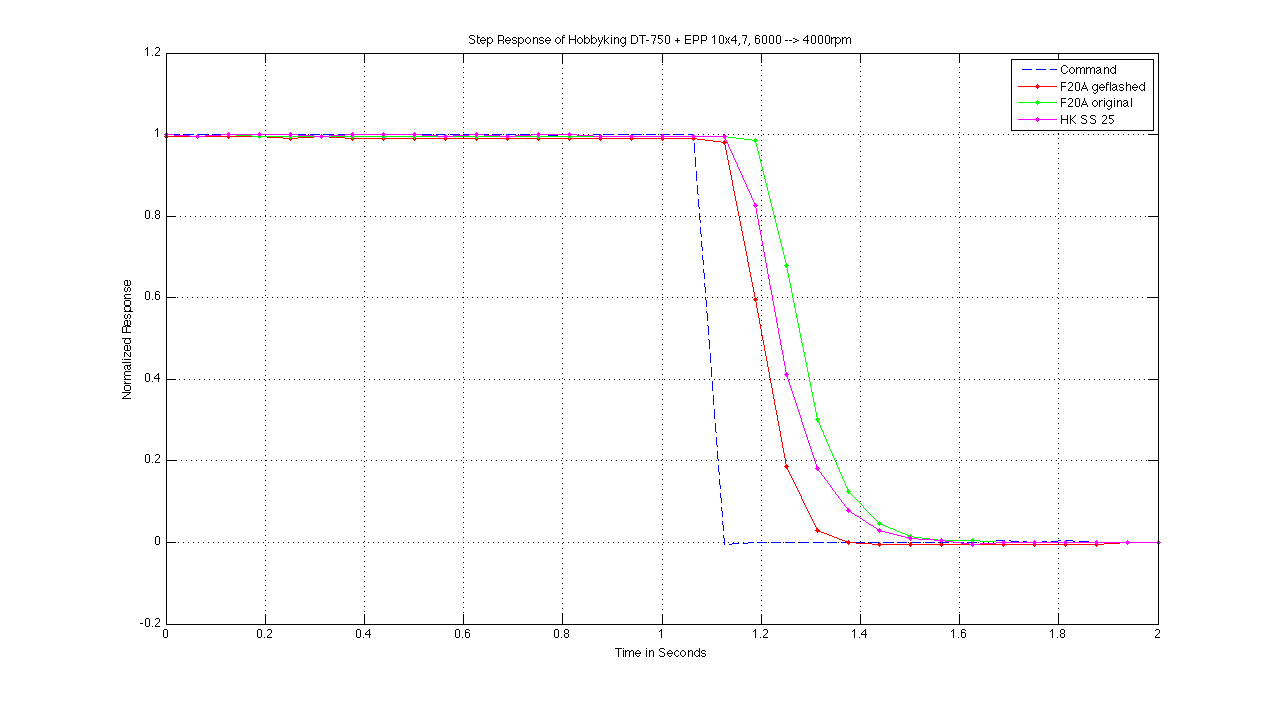 Step Response of Hobbyking DT-750 + EPP 10x4,7, 6000 --> 4000rpm
Command
F20A geflashed
F20A original
HK SS 25
Normalized Response
1.2
1
0.8
0.6
0.4
0.2
0
-0.2
0 0.2 0.4 0.6 0.8 1 1.2 1.4 1.6 1.8 2
Time in Seconds